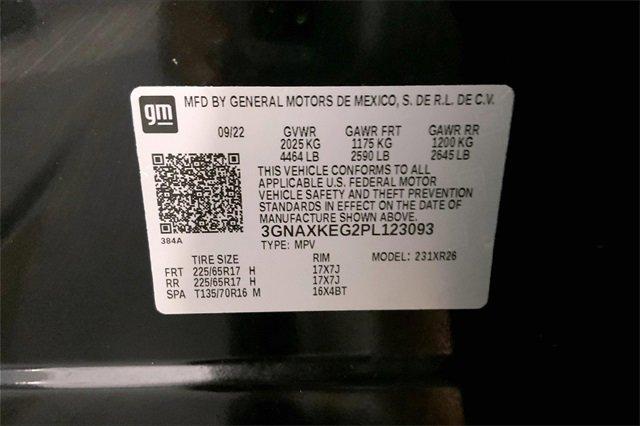 gm
MFD BY GENERAL MOTORS DE MEXICO, S. DE R.L. DE C.V.
09/22 GVWR GAWR FRT GAWR RR
2025 KG 1175 KG 1200 KG
4464 LB 2590 LB 2645 LB
THIS VEHICLE CONFORMS TO ALL
APPLICABLE U.S. FEDERAL MOTOR
VEHICLE SAFETY AND THEFT PREVENTION
STANDARDS IN EFFECT ON THE DATE OF
MANUFACTURE SHOWN ABOVE.
3GNAXKEG2PL123093
384A
TYPE: MPV MODEL: 231XR26
TIRE SIZE RIM
FRT 225/65R17 H 17X7J
RR 225/65R17 H 17X7J
SPA T135/70R16 M 16X4BT